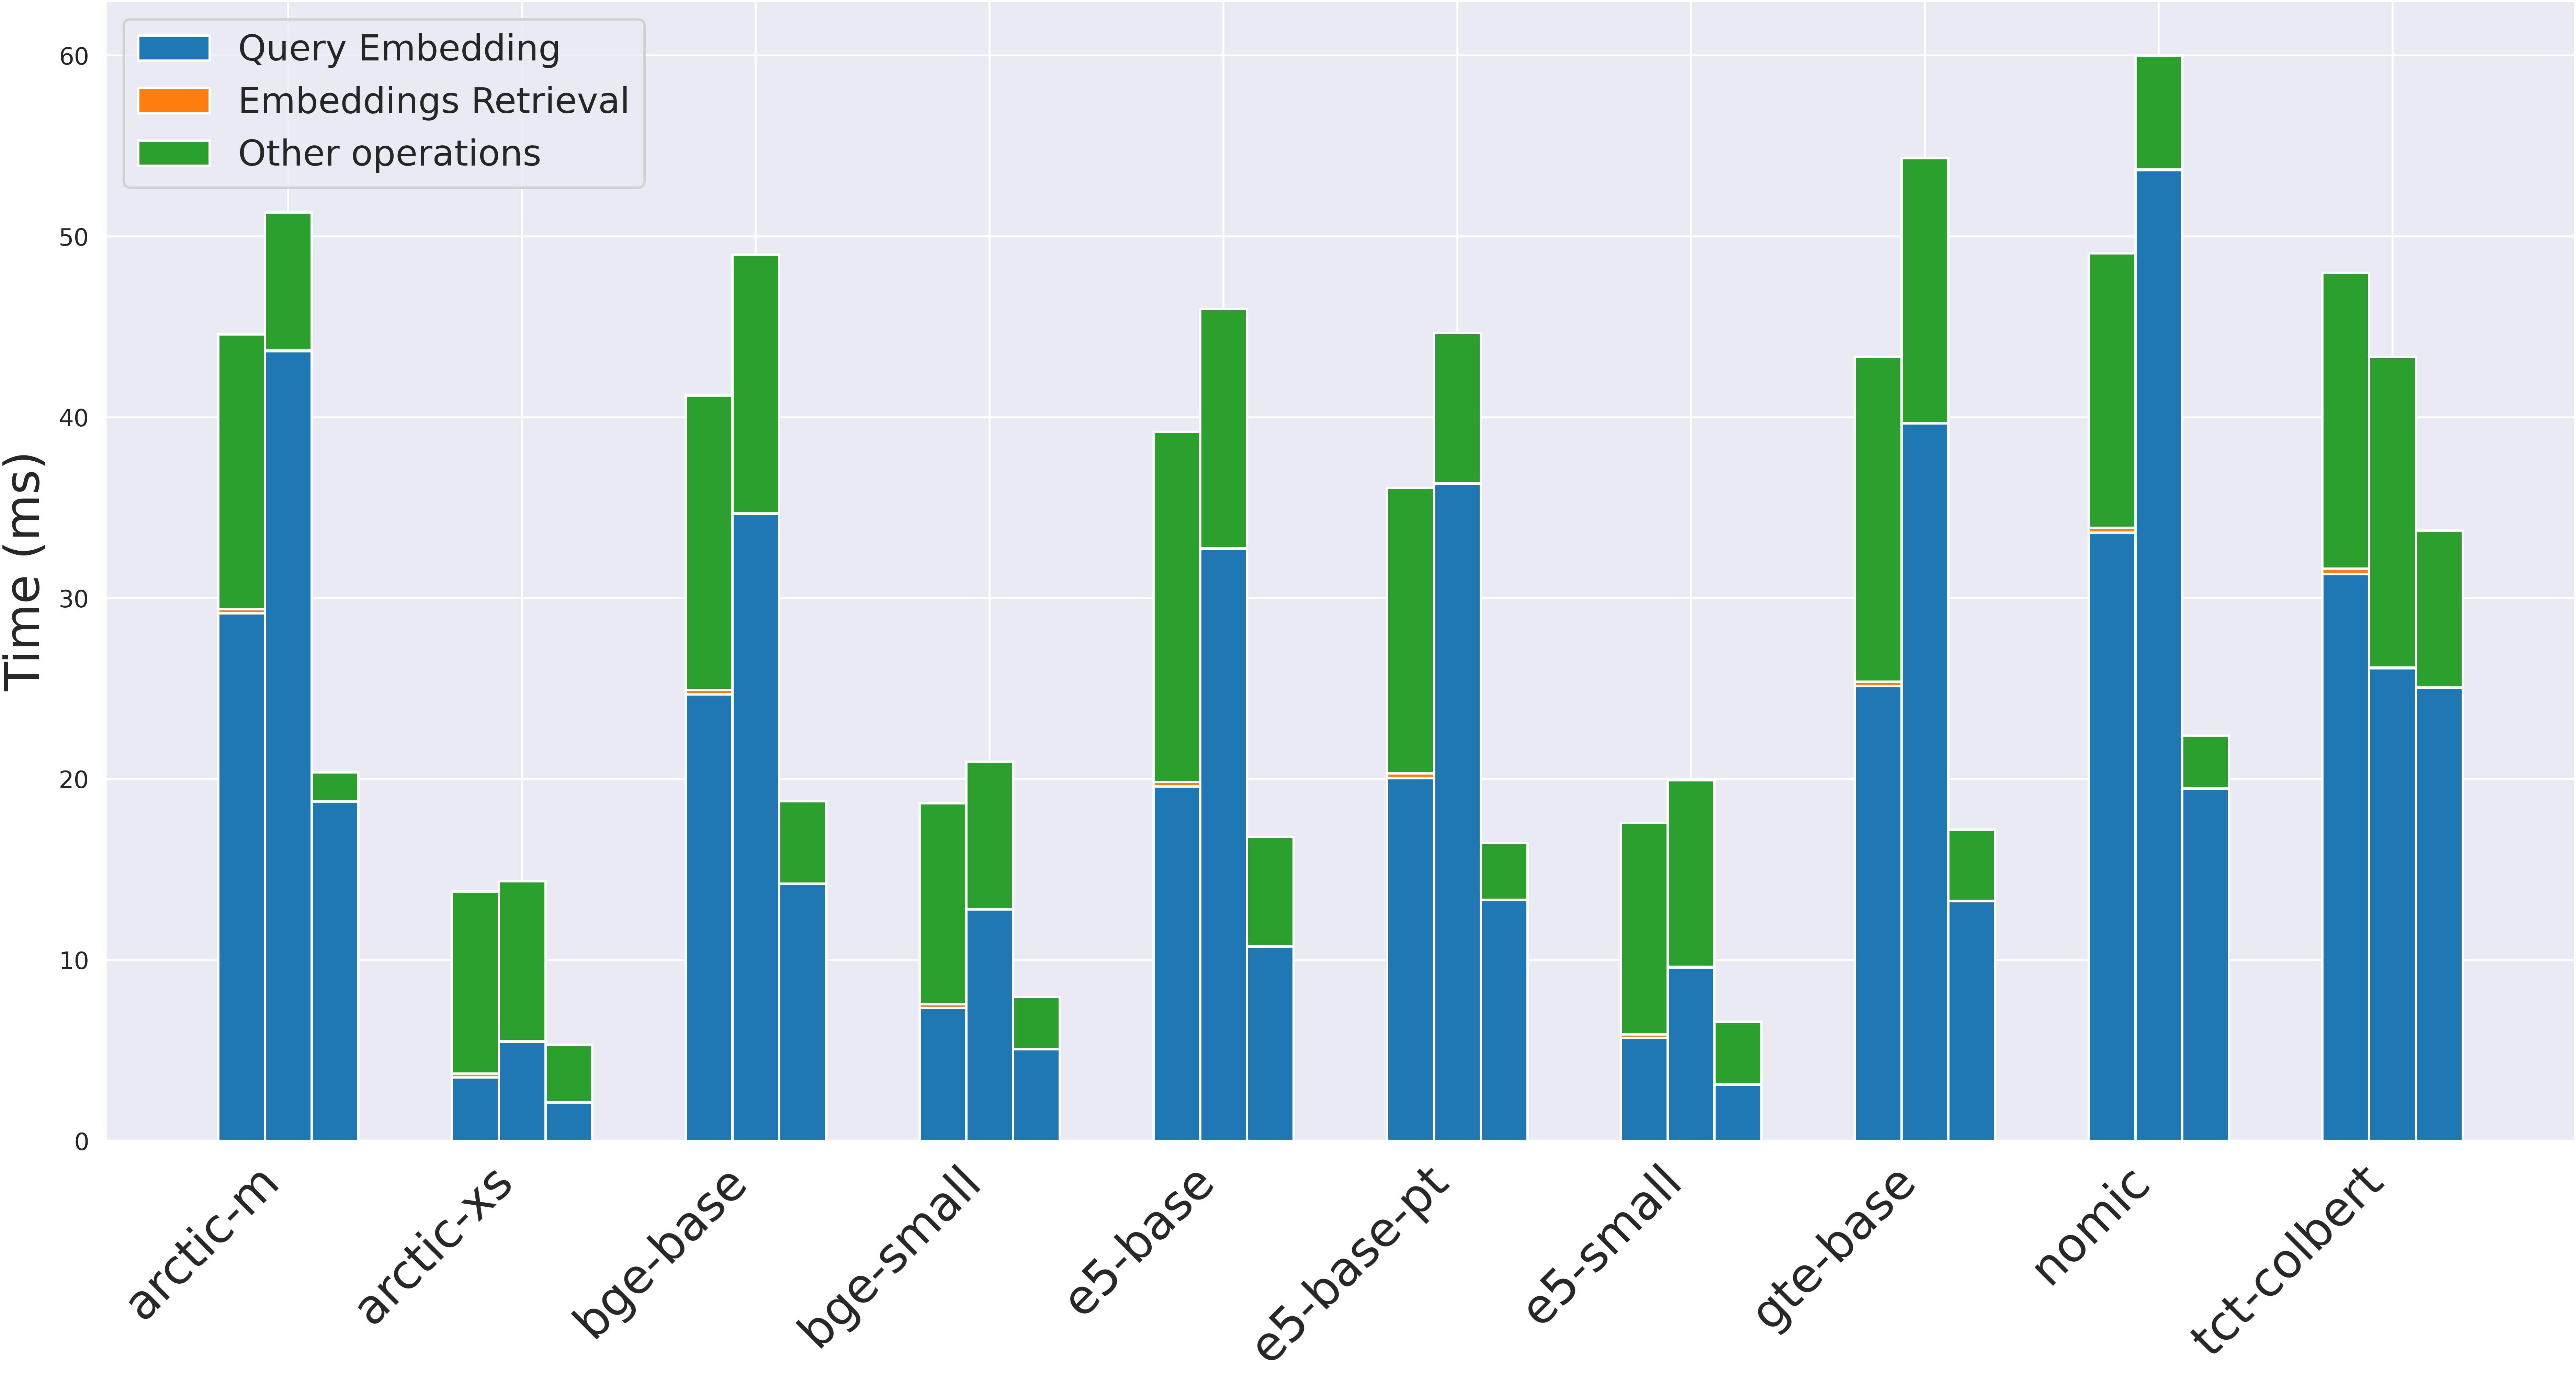 Query Embedding
Embeddings Retrieval
Other operations
Time (ms)
60
50
40
30
20
10
0
arctic-m
arctic-xs
bge-base
bge-small
e5-base
e5-base-pt
e5-small
gte-base
nomic
tct-colbert